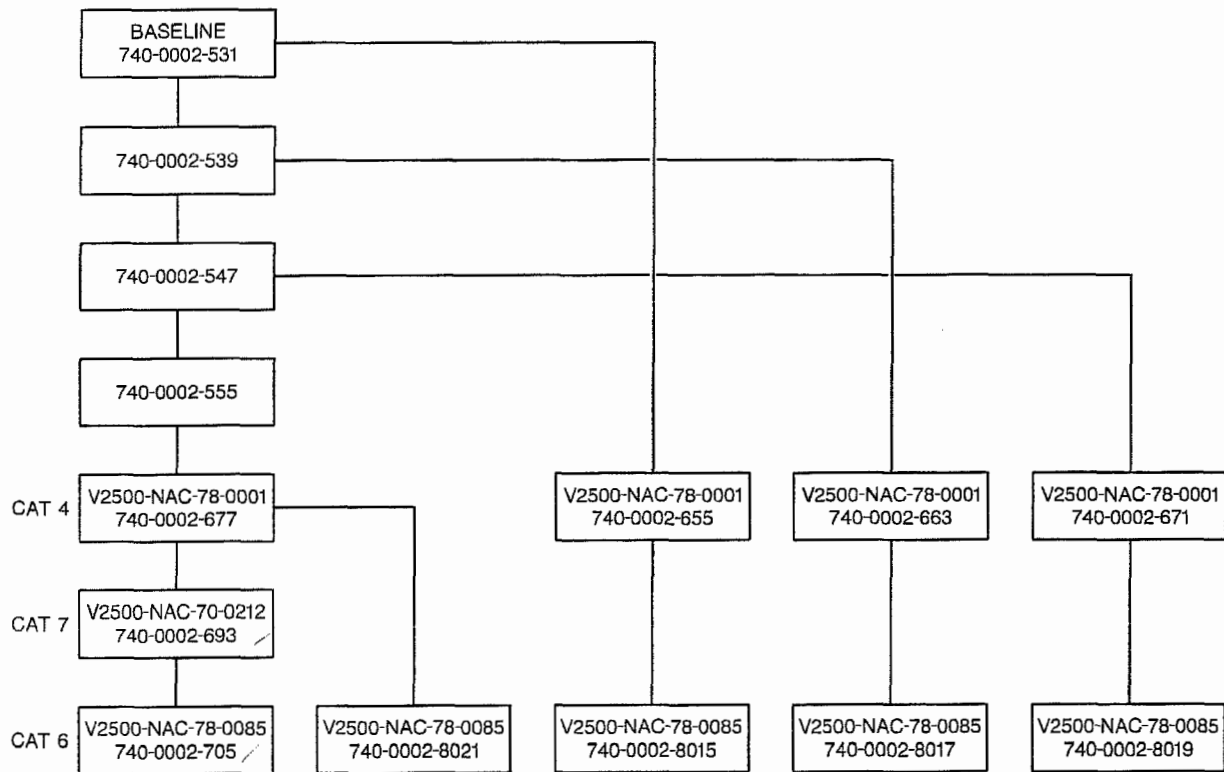 BASELINE
740-0002-531
740-0002-539
740-0002-547
740-0002-555
CAT 4
V2500-NAC-78-0001
740-0002-677
V2500-NAC-78-0001
740-0002-655
V2500-NAC-78-0001
740-0002-663
V2500-NAC-78-0001
740-0002-671
CAT 7
V2500-NAC-70-0212
740-0002-693
CAT 6
V2500-NAC-78-0085
740-0002-705
V2500-NAC-78-0085
740-0002-8021
V2500-NAC-78-0085
740-0002-8015
V2500-NAC-78-0085
740-0002-8017
V2500-NAC-78-0085
740-0002-8019